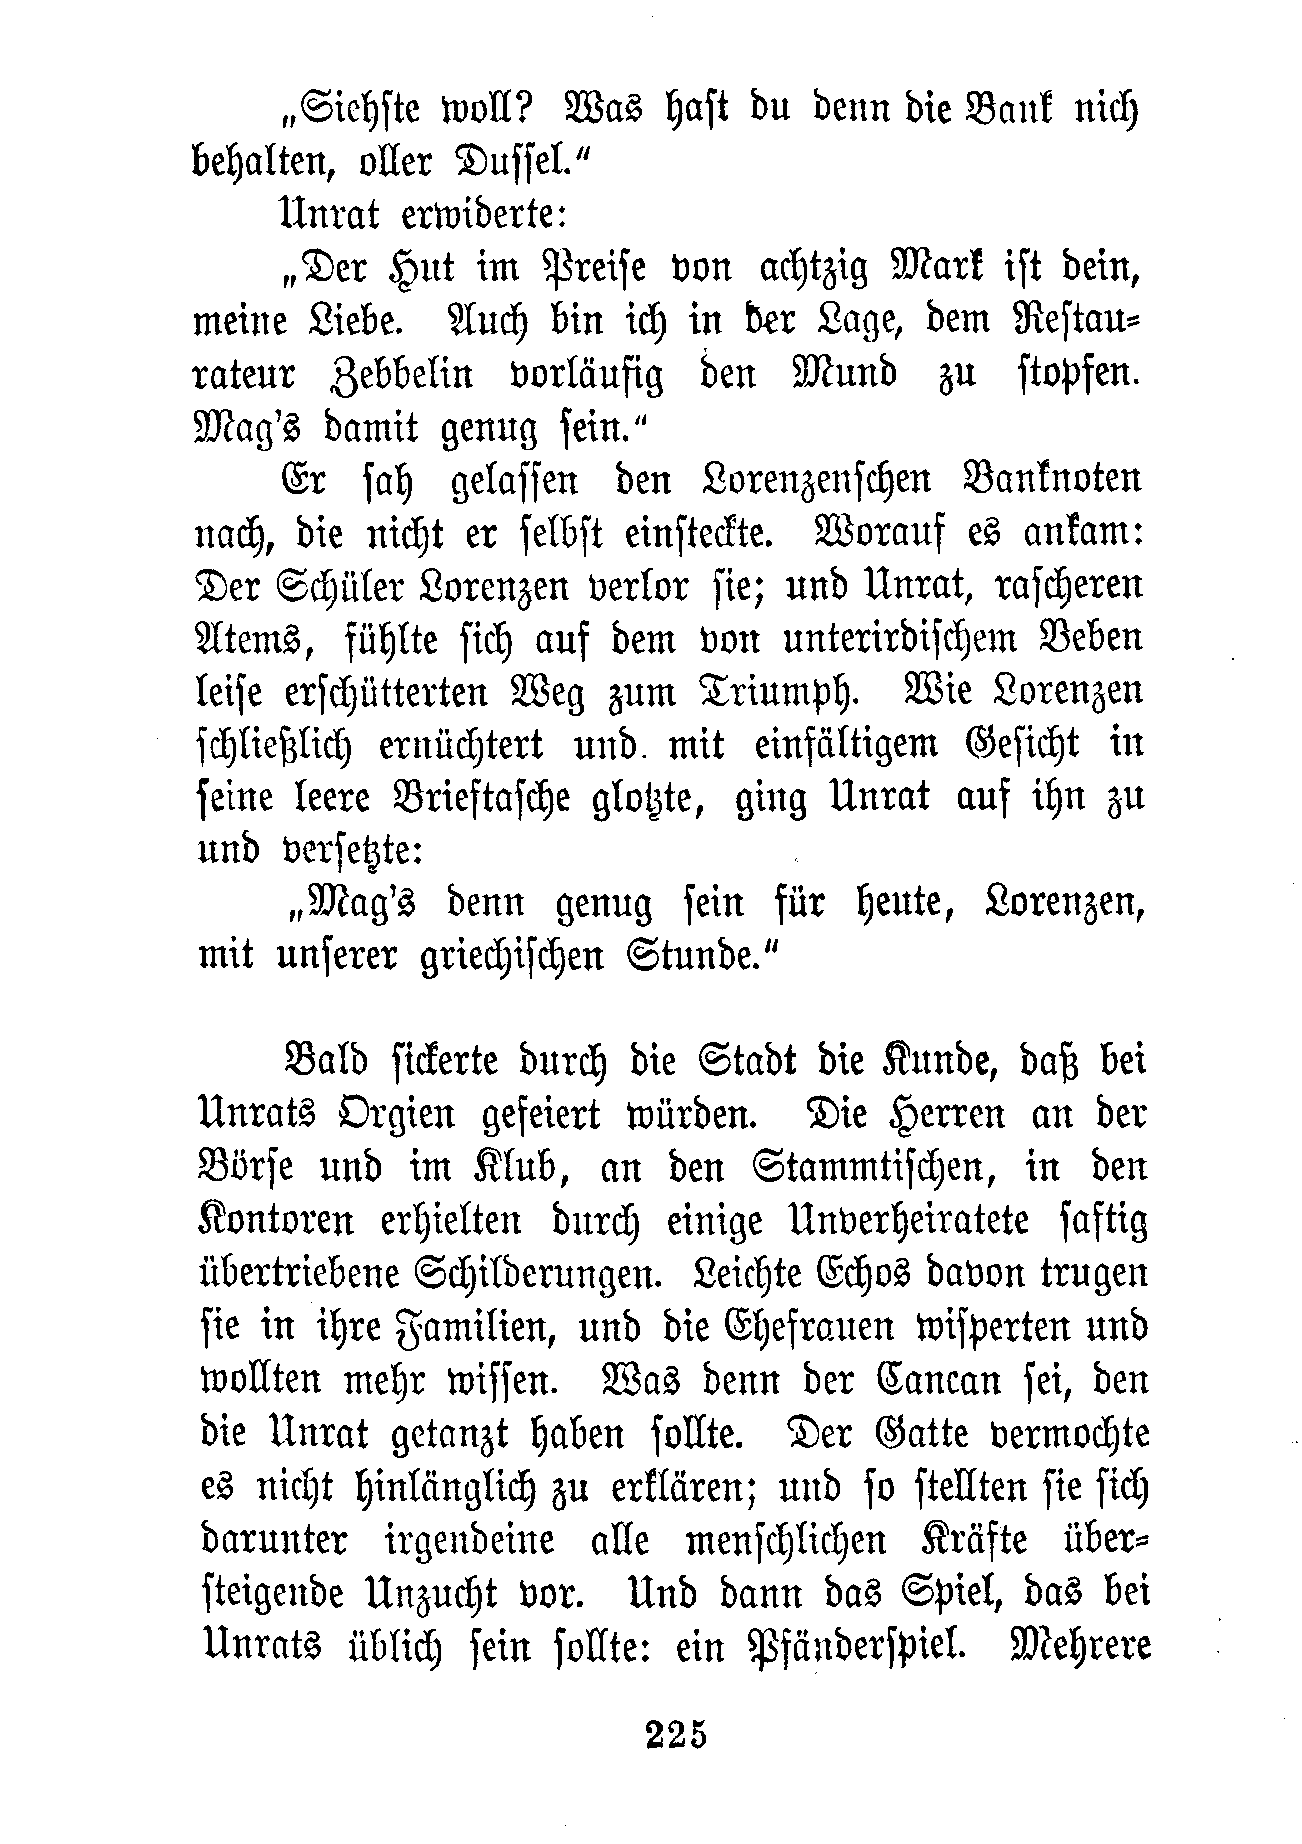 „Siehste woll? Was hast du denn die Bank nich
behalten, oller Dussel.“
Unrat erwiderte:
„Der Hut im Preise von achtzig Mark ist dein,
meine Liebe. Auch bin ich in der Lage, dem Restau-
rateur Zebbelin vorläufig den Mund zu stopfen.
Mag's damit genug sein.“
Er sah gelassen den Lorenzenschen Banknoten
nach, die nicht er selbst einsteckte. Worauf es ankam:
Der Schüler Lorenzen verlor sie; und Unrat, rascheren
Atems, fühlte sich auf dem von unterirdischem Beben
leise erschütterten Weg zum Triumph. Wie Lorenzen
schließlich ernüchtert und mit einfältigem Gesicht in
seine leere Brieftasche glotzte, ging Unrat auf ihn zu
und versetzte:
„Mag's denn genug sein für heute, Lorenzen,
mit unserer griechischen Stunde.“
Bald sickerte durch die Stadt die Kunde, daß bei
Unrats Orgien gefeiert würden. Die Herren an der
Börse und im Klub, an den Stammtischen, in den
Kontoren erhielten durch einige Unverheiratete saftig
übertriebene Schilderungen. Leichte Echos davon trugen
sie in ihre Familien, und die Ehefrauen wisperten und
wollten mehr wissen. Was denn der Cancan sei, den
die Unrat getanzt haben sollte. Der Gatte vermochte
es nicht hinlänglich zu erklären; und so stellten sie sich
darunter irgendeine alle menschlichen Kräfte über-
steigende Unzucht vor. Und dann das Spiel, das bei
Unrats üblich sein sollte: ein Pfänderspiel. Mehrere
225